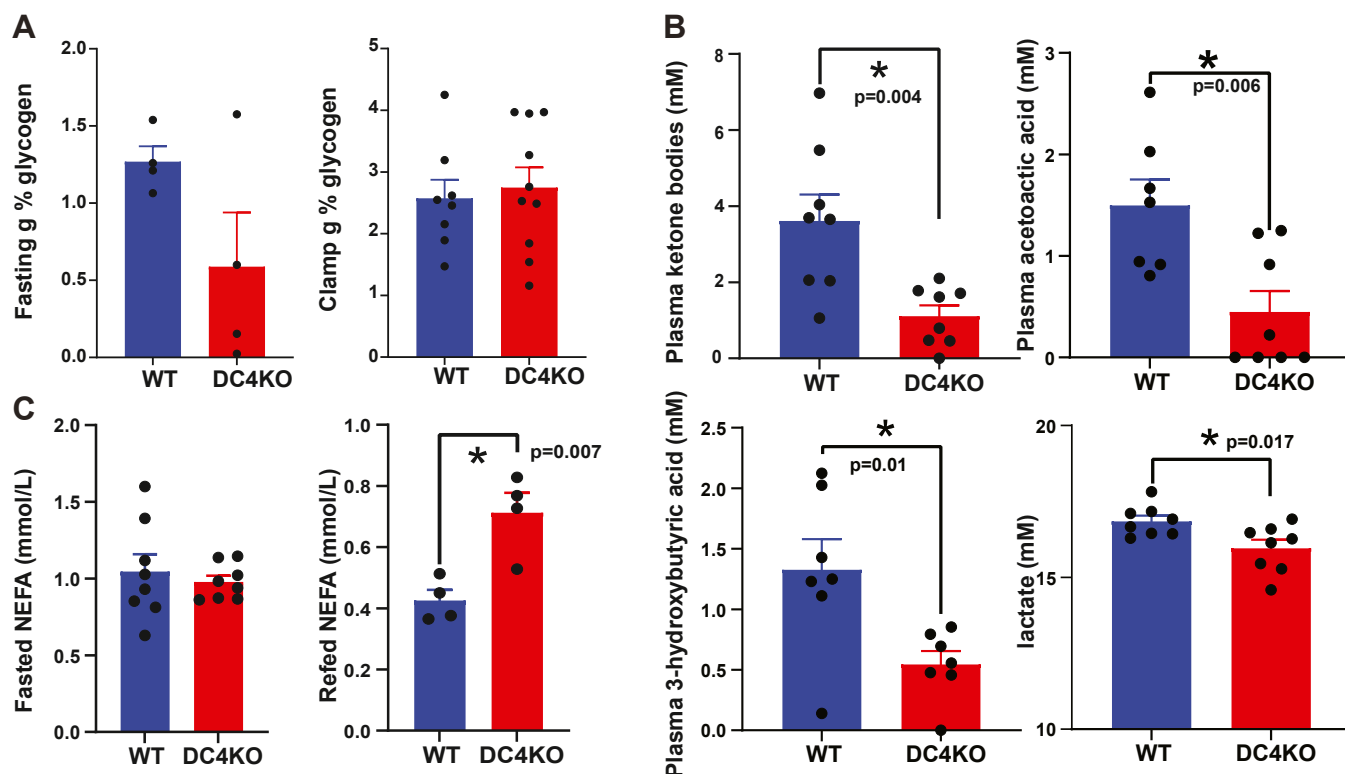 A
Fasting g % glycogen
2.0
1.5
1.0
0.5
0.0
WT
DC4KO
Clamp g % glycogen
5
4
3
2
1
0
WT
DC4KO
B
Plasma ketone bodies (mM)
8
6
4
2
0
*
p=0.004
WT
DC4KO
Plasma acetoactic acid (mM)
3
2
1
0
*
p=0.006
WT
DC4KO
C
Fasted NEFA (mmol/L)
2.0
1.5
1.0
0.5
0.0
WT
DC4KO
Refed NEFA (mmol/L)
1.0
0.8
0.6
0.4
0.2
0.0
*
p=0.007
WT
DC4KO
Plasma 3-hydroxybutyric acid (mM)
2.5
2.0
1.5
1.0
0.5
0.0
*
p=0.01
WT
DC4KO
lactate (mM)
20
15
10
*
p=0.017
WT
DC4KO